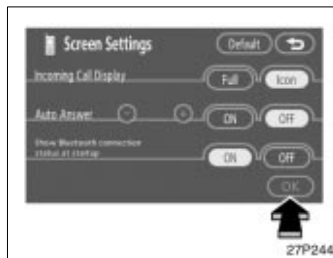 Screen Settings Default
Incoming Call Display Full Icon
Auto Answer - + ON OFF
Show Bluetooth connection
status at startup ON OFF
OK
27P244